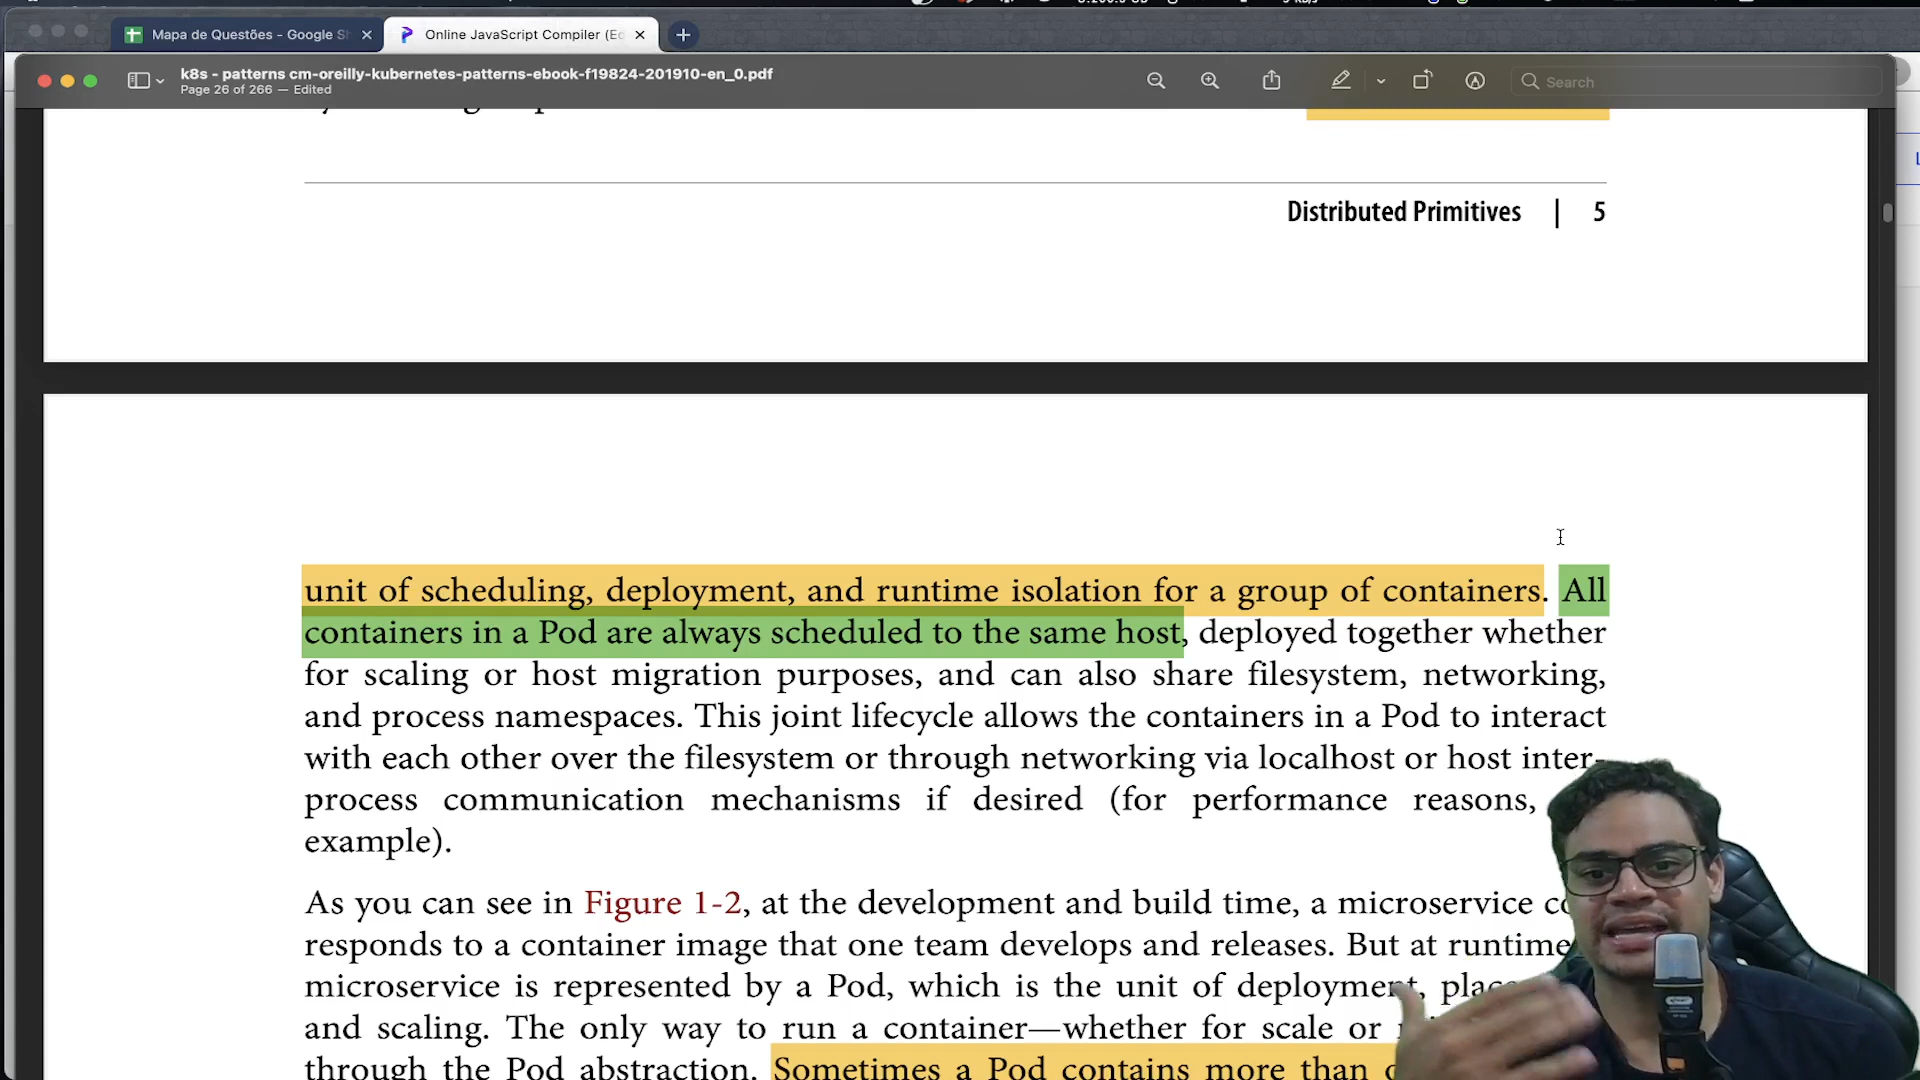 Mapa de Questões - Google S
Online JavaScript Compiler (E
k8s - patterns cm-oreilly-kubernetes-patterns-ebook-f19824-201910-en_0.pdf
Page 26 of 266 — Edited
Search
Distributed Primitives | 5
unit of scheduling, deployment, and runtime isolation for a group of containers. All
containers in a Pod are always scheduled to the same host, deployed together whether
for scaling or host migration purposes, and can also share filesystem, networking,
and process namespaces. This joint lifecycle allows the containers in a Pod to interact
with each other over the filesystem or through networking via localhost or host inter-
process communication mechanisms if desired (for performance reasons,
example).
As you can see in Figure 1-2, at the development and build time, a microservice co
responds to a container image that one team develops and releases. But at runtime
microservice is represented by a Pod, which is the unit of deployment, plac
and scaling. The only way to run a container—whether for scale or
through the Pod abstraction. Sometimes a Pod contains more than